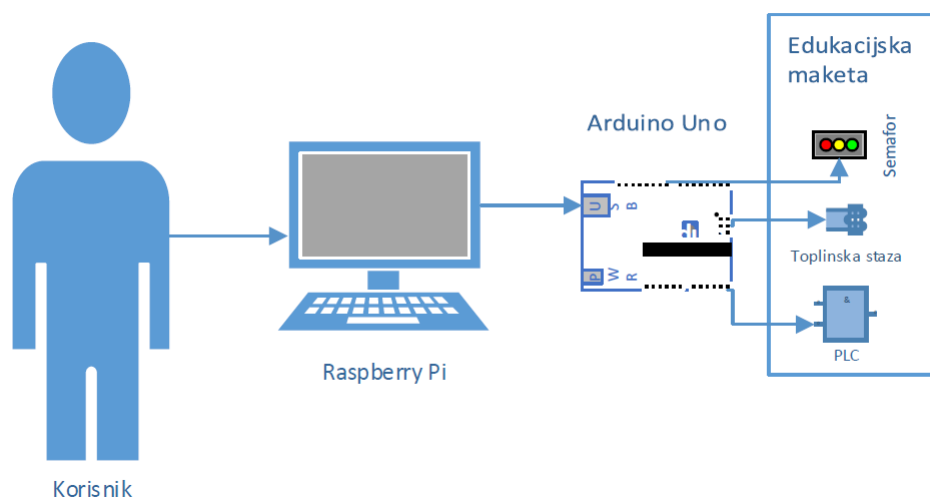 Edukacijska
maketa
Arduino Uno
Semafor
U S B
P W R
Toplinska staza
&
PLC
Raspberry Pi
Korisnik